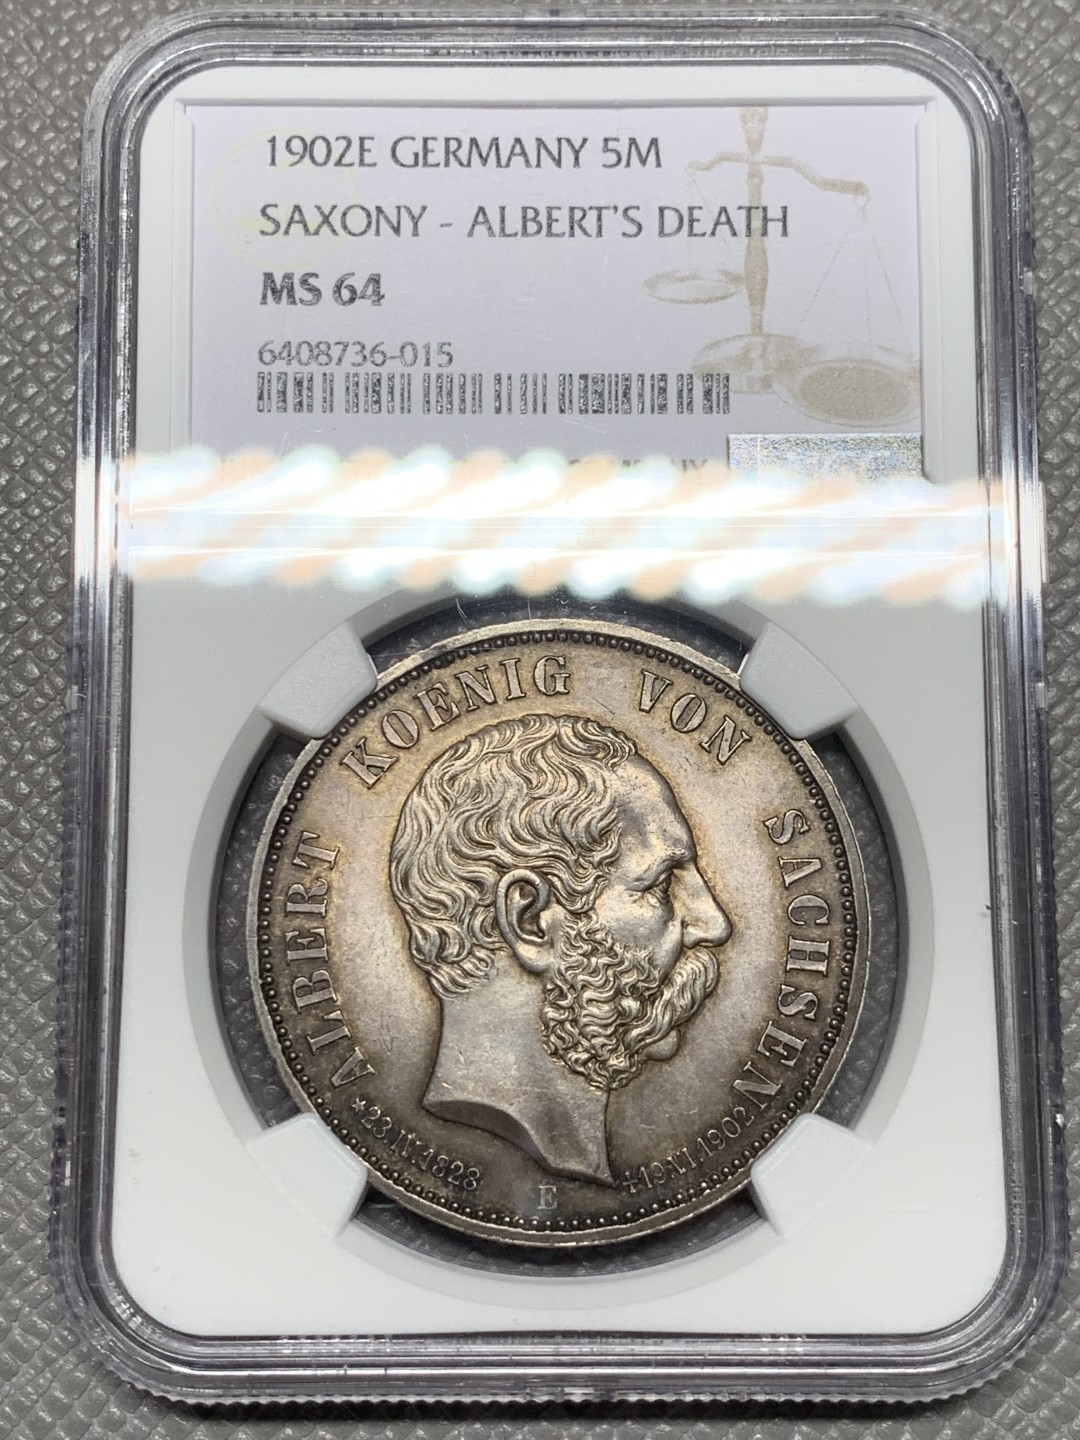 1902E GERMANY 5M
SAXONY - ALBERT'S DEATH
MS 64
6408736-015
COMPANY
ALBERT KOENIG VON SACHSEN
*23.IV.1828
E
†19.VI.1902